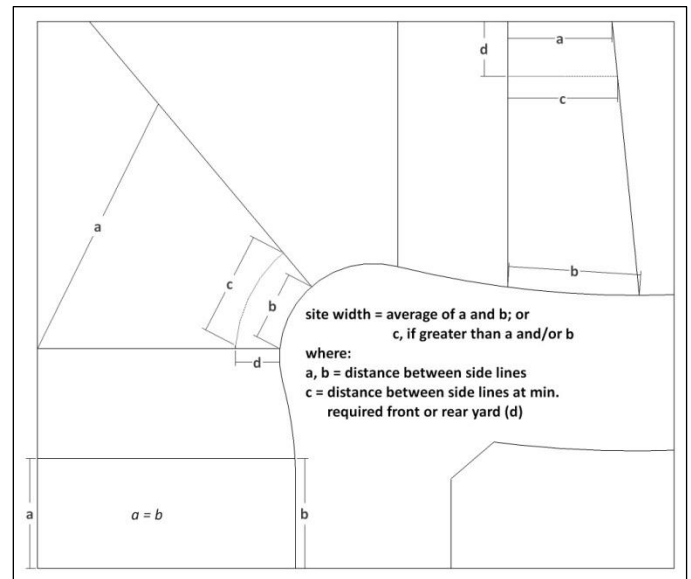 a
d
c
a
c
b
b
d
site width = average of a and b; or
c, if greater than a and/or b
where:
a, b = distance between side lines
c = distance between side lines at min.
required front or rear yard (d)
a
a = b
b